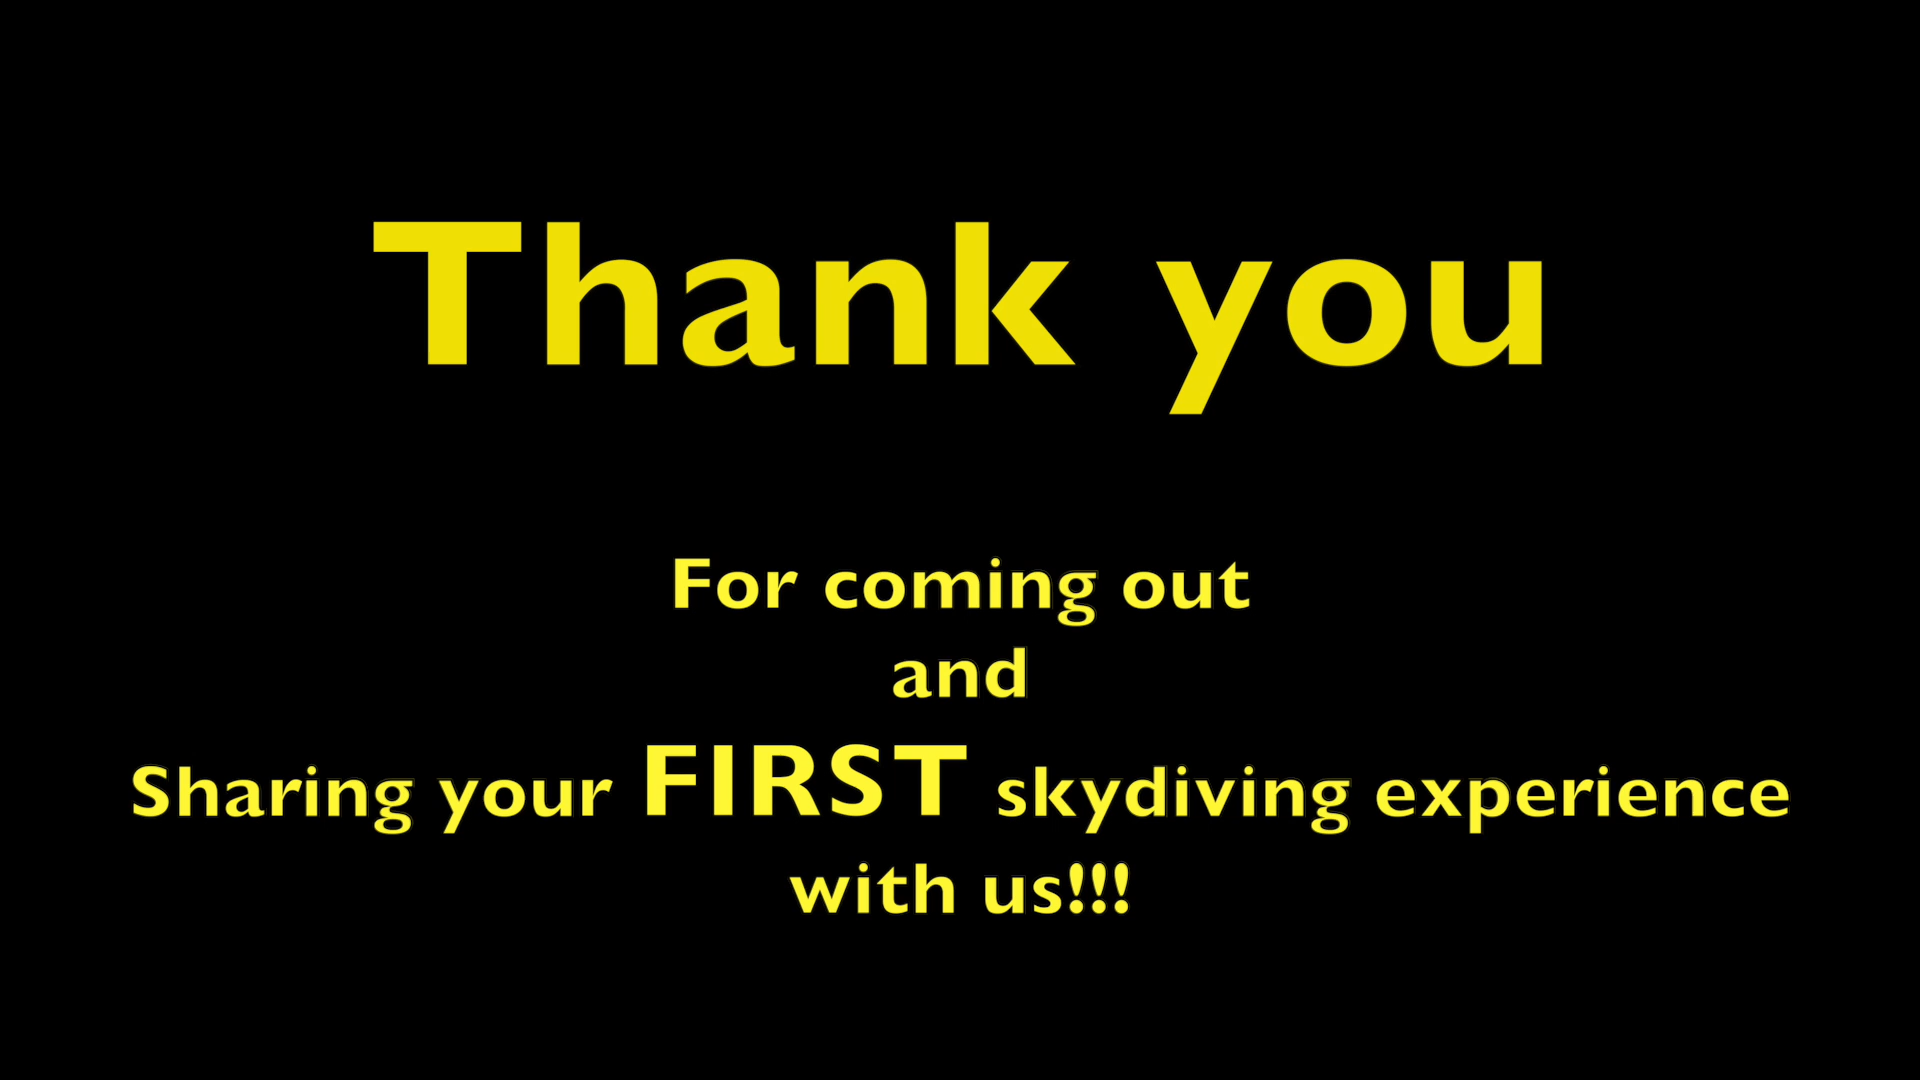 Thank you
For coming out
and
Sharing your FIRST skydiving experience
with us!!!